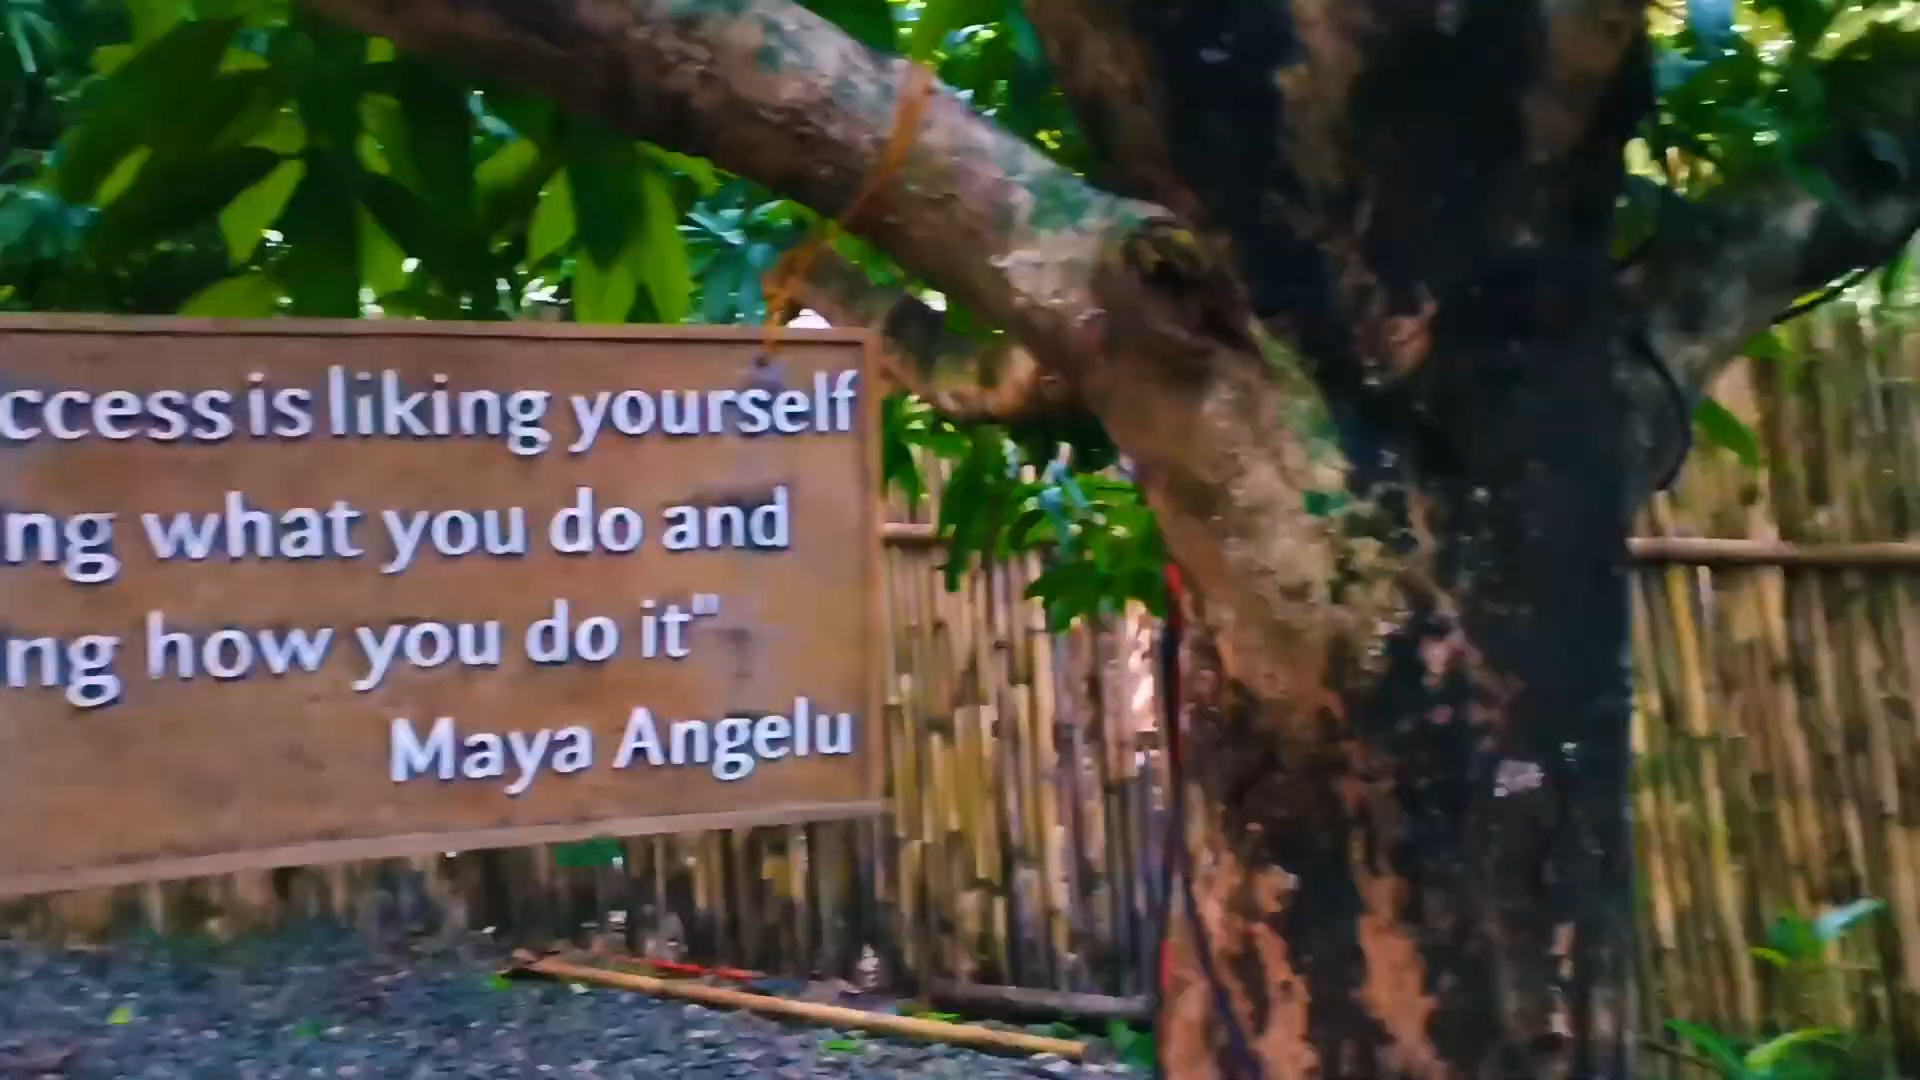 ccess is liking yourself
ng what you do and
ng how you do it"
Maya Angelu